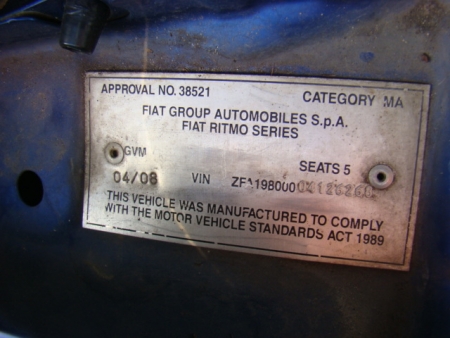 APPROVAL NO. 38521 CATEGORY MA
FIAT GROUP AUTOMOBILES S.p.A.
FIAT RITMO SERIES
GVM SEATS 5
04/08 VIN
THIS VEHICLE WAS MANUFACTURED TO COMPLY
WITH THE MOTOR VEHICLE STANDARDS ACT 1989